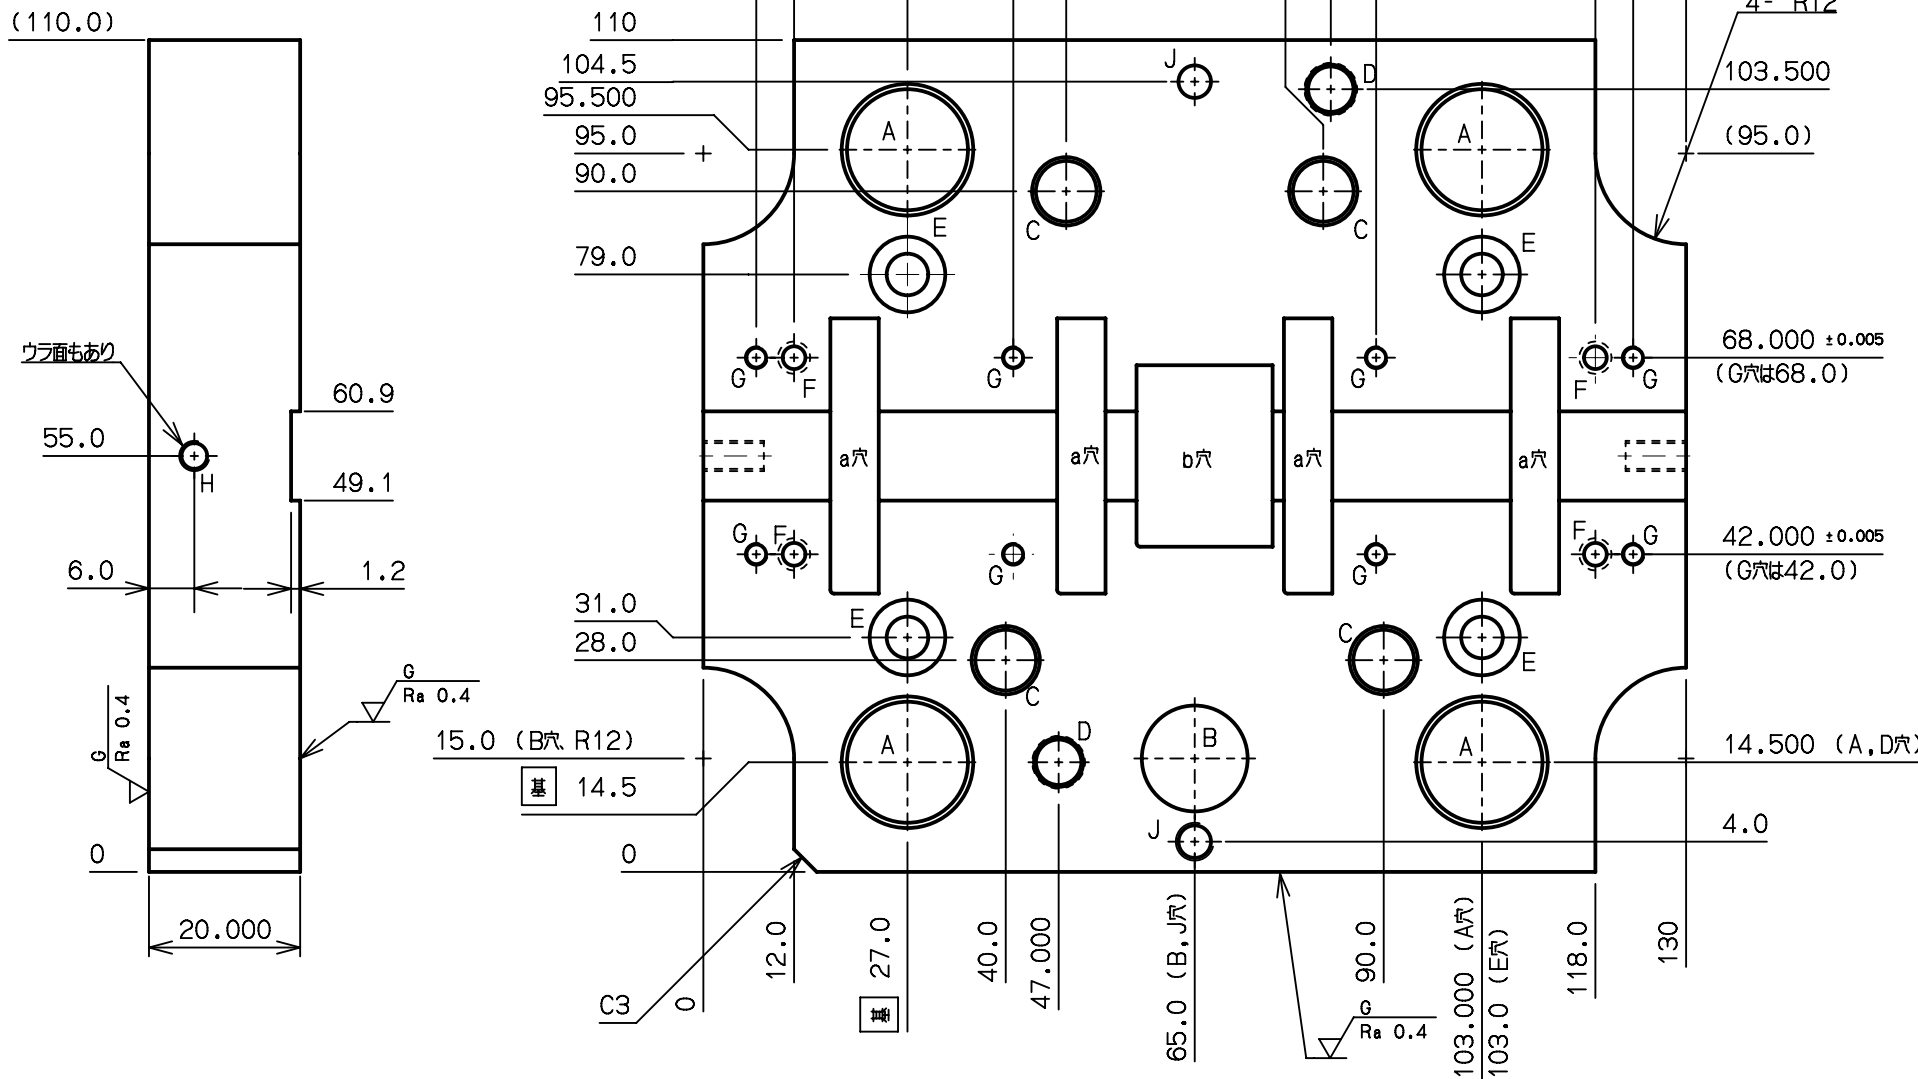 (110.0)
110
4- R12
104.5
J
D
103.500
95.500
A
A
95.0
(95.0)
90.0
C
C
E
E
79.0
ウラ面もあり
68.000 ±0.005
(G穴は68.0)
G
F
G
G
F
G
60.9
55.0
H
a穴
a穴
b穴
a穴
a穴
49.1
G
F
G
G
F
G
42.000 ±0.005
(G穴は42.0)
6.0
1.2
31.0
E
E
28.0
C
C
G
Ra 0.4
G
Ra 0.4
15.0 (B穴、R12)
A
D
B
A
14.500 (A,D穴)
基 14.5
J
4.0
0
0
20.000
C3
0
12.0
基 27.0
40.0
47.000
65.0 (B,J穴)
90.0
103.000 (A穴)
103.0 (E穴)
118.0
130
G
Ra 0.4